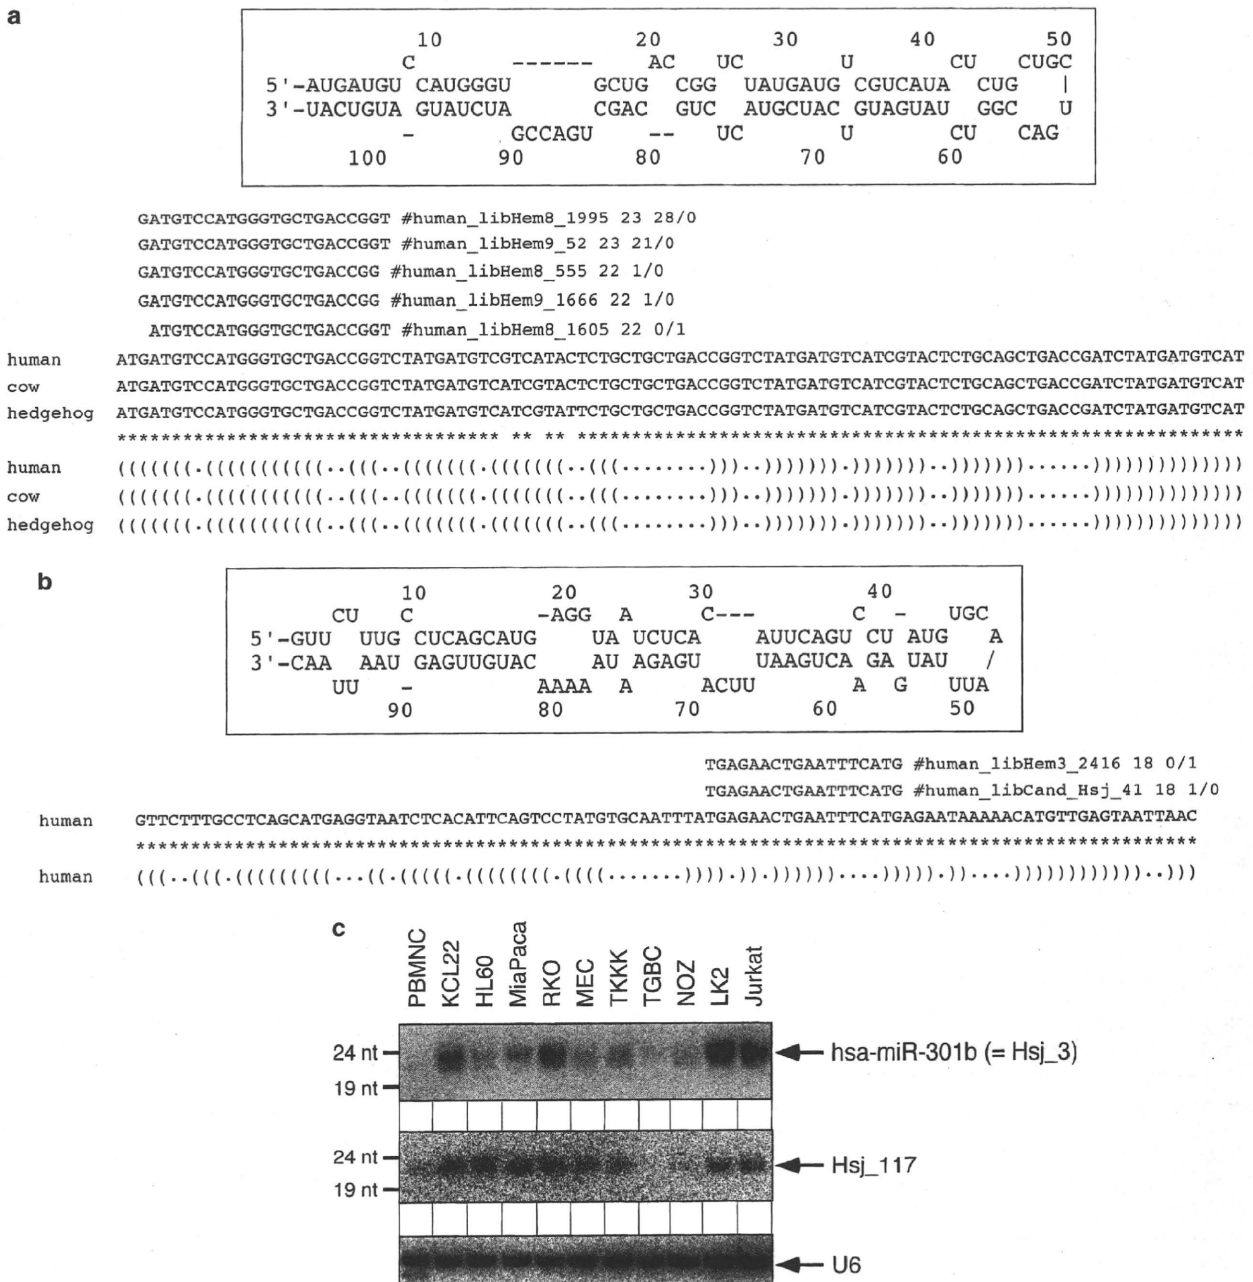 a
10 20 30 40 50
C ------ AC UC U CU CUGC
5'-AUGAUGU CAUGGGU GCUG CGG UAUGAUG CGUCAUA CUG |
3'-UACUGUA GUAUCUA CGAC GUC AUGCUAC GUAGUAU GGC U
- GCCAGU -- UC U CU CAG
100 90 80 70 60
GATGTCCATGGGTGCTGACCGGT #human_libHem8_1995 23 28/0
GATGTCCATGGGTGCTGACCGGT #human_libHem9_52 23 21/0
GATGTCCATGGGTGCTGACCGG #human_libHem8_555 22 1/0
GATGTCCATGGGTGCTGACCGG #human_libHem9_1666 22 1/0
ATGTCCATGGGTGCTGACCGGT #human_libHem8_1605 22 0/1
human ATGATGTCCATGGGTGCTGACCGGTCTATGATGTCGTCATACTCTGCTGCTGACCGGTCTATGATGTCATCGTACTCTGCAGCTGACCGATCTATGATGTCAT
cow ATGATGTCCATGGGTGCTGACCGGTCTATGATGTCATCGTACTCTGCTGCTGACCGGTCTATGATGTCATCGTACTCTGCAGCTGACCGATCTATGATGTCAT
hedgehog ATGATGTCCATGGGTGCTGACCGGTCTATGATGTCATCGTATTCTGCTGCTGACCGGTCTATGATGTCATCGTACTCTGCAGCTGACCGATCTATGATGTCAT
*********************************** ** ** *************************************************************
human (((((((.(((((((((((..(((..(((((((.(((((((..(((........)))..))))))).)))))))..)))))))......))))))))))))))
cow (((((((.(((((((((((..(((..(((((((.(((((((..(((........)))..))))))).)))))))..)))))))......))))))))))))))
hedgehog (((((((.(((((((((((..(((..(((((((.(((((((..(((........)))..))))))).)))))))..)))))))......))))))))))))))
b
10 20 30 40
CU C -AGG A C--- C - UGC
5'-GUU UUG CUCAGCAUG UA UCUCA AUUCAGU CU AUG A
3'-CAA AAU GAGUUGUAC AU AGAGU UAAGUCA GA UAU /
UU - AAAA A ACUU A G UUA
90 80 70 60 50
TGAGAACTGAATTTCATG #human_libHem3_2416 18 0/1
TGAGAACTGAATTTCATG #human_libCand_Hsj_41 18 1/0
human GTTCTTTGCCTCAGCATGAGGTAATCTCACATTCAGTCCTATGTGCAATTTATGAGAACTGAATTTCATGAGAATAAAAACATGTTGAGTAATTAAC
*************************************************************************************************
human (((..(((.(((((((((...((.(((((.((((((((.((((.......)))).)).))))))....))))).))....))))))))))))..)))
c
PBMNC KCL22 HL60 MiaPaca RKO MEC TKKK TGBC NOZ LK2 Jurkat
24 nt hsa-miR-301b (= Hsj_3)
19 nt
24 nt Hsj_117
19 nt
U6